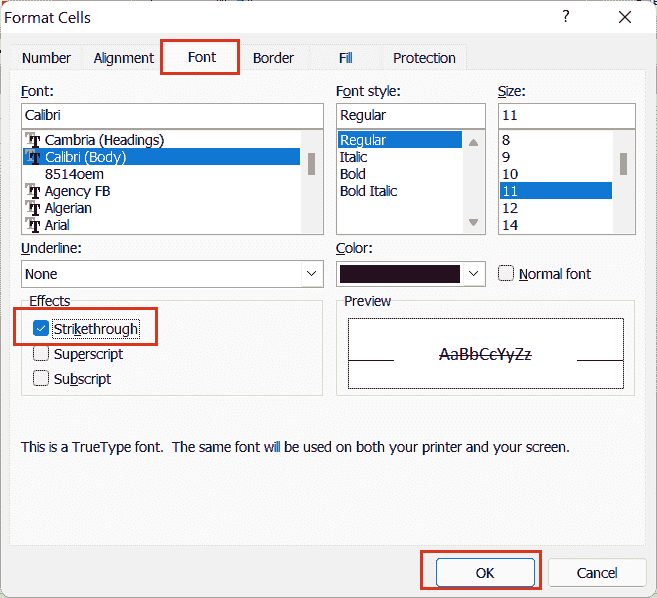 Format Cells ?
Number Alignment Font Border Fill Protection
Font: Font style: Size:
Calibri Regular 11
Cambria (Headings) Regular 8
Calibri (Body) Italic 9
8514oem Bold 10
Agency FB Bold Italic 11
Algerian 12
Arial 14
Underline: Color:
None Normal font
Effects Preview
Strikethrough AaBbCcYyZz
Superscript
Subscript
This is a TrueType font.  The same font will be used on both your printer and your screen.
OK Cancel